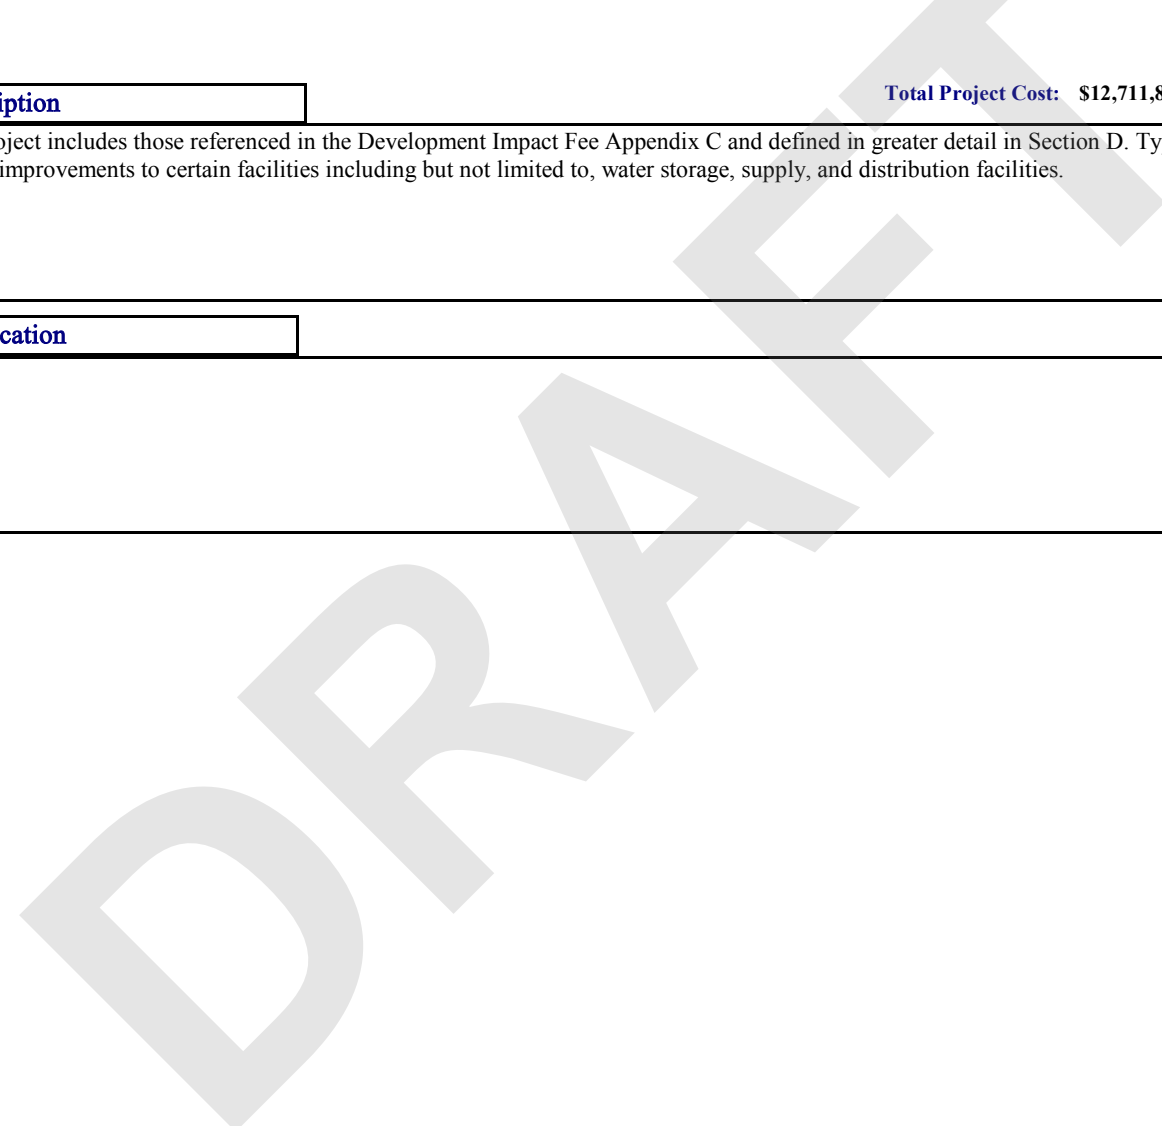 iption
Total Project Cost: $12,711,8
oject includes those referenced in the Development Impact Fee Appendix C and defined in greater detail in Section D. Ty
improvements to certain facilities including but not limited to, water storage, supply, and distribution facilities.
cation
DRAFT